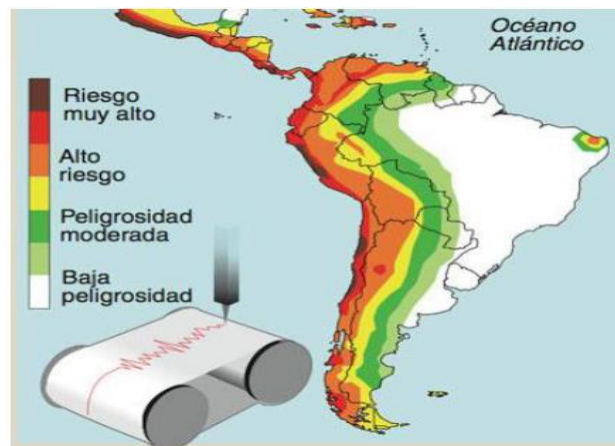 Océano
Atlántico
Riesgo
muy alto
Alto
riesgo
Peligrosidad
moderada
Baja
peligrosidad